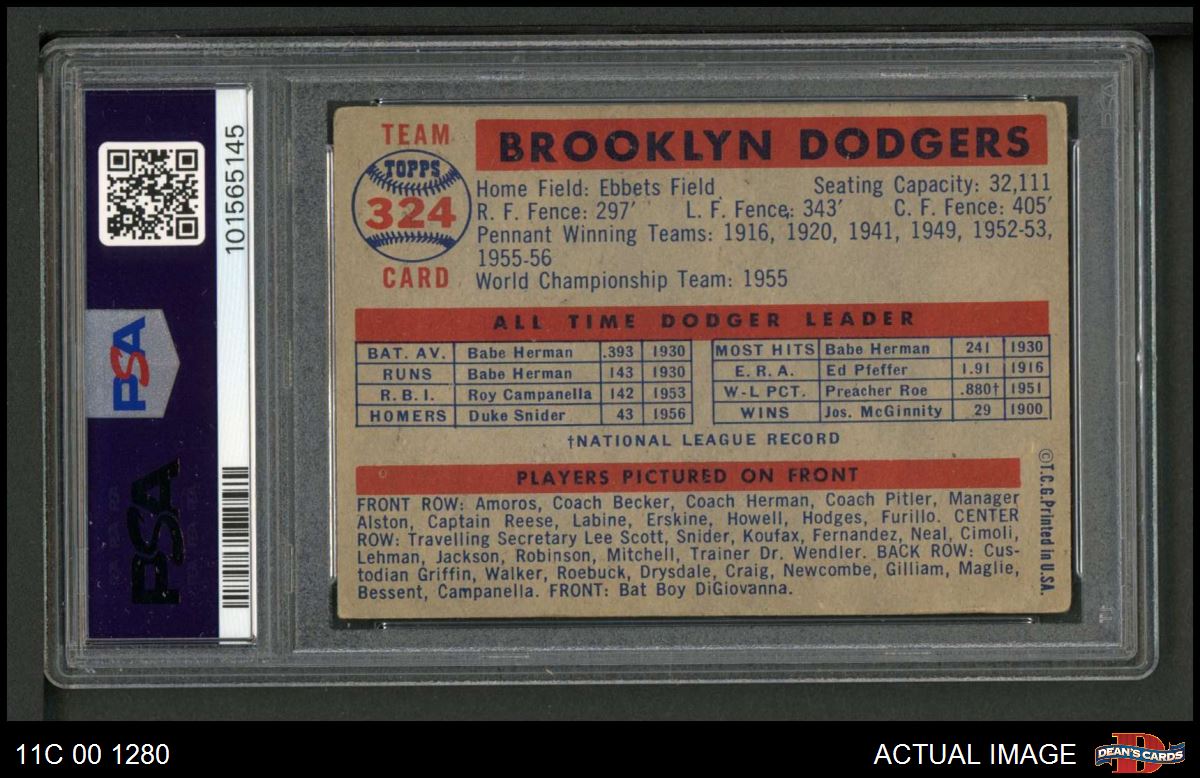 TEAM
TOPPS
324
CARD
BROOKLYN DODGERS
Home Field: Ebbets Field Seating Capacity: 32,111
R. F. Fence: 297′ L. F. Fence: 343′ C. F. Fence: 405′
Pennant Winning Teams: 1916, 1920, 1941, 1949, 1952-53,
1955-56
World Championship Team: 1955
ALL TIME DODGER LEADER
BAT. AV. Babe Herman .393 1930 MOST HITS Babe Herman 241 1930
RUNS Babe Herman 143 1930 E. R. A. Ed Pfeffer 1.91 1916
R. B. I. Roy Campanella 142 1953 W-L PCT. Preacher Roe .880† 1951
HOMERS Duke Snider 43 1956 WINS Jos. McGinnity 29 1900
†NATIONAL LEAGUE RECORD
PLAYERS PICTURED ON FRONT
FRONT ROW: Amoros, Coach Becker, Coach Herman, Coach Pitler, Manager
Alston, Captain Reese, Labine, Erskine, Howell, Hodges, Furillo. CENTER
ROW: Travelling Secretary Lee Scott, Snider, Koufax, Fernandez, Neal, Cimoli,
Lehman, Jackson, Robinson, Mitchell, Trainer Dr. Wendler. BACK ROW: Cus-
todian Griffin, Walker, Roebuck, Drysdale, Craig, Newcombe, Gilliam, Maglie,
Bessent, Campanella. FRONT: Bat Boy DiGiovanna.
©T.C.G. Printed in U.S.A.
101565145
PSA
PSA
11C 00 1280
ACTUAL IMAGE
DEAN'S CARDS